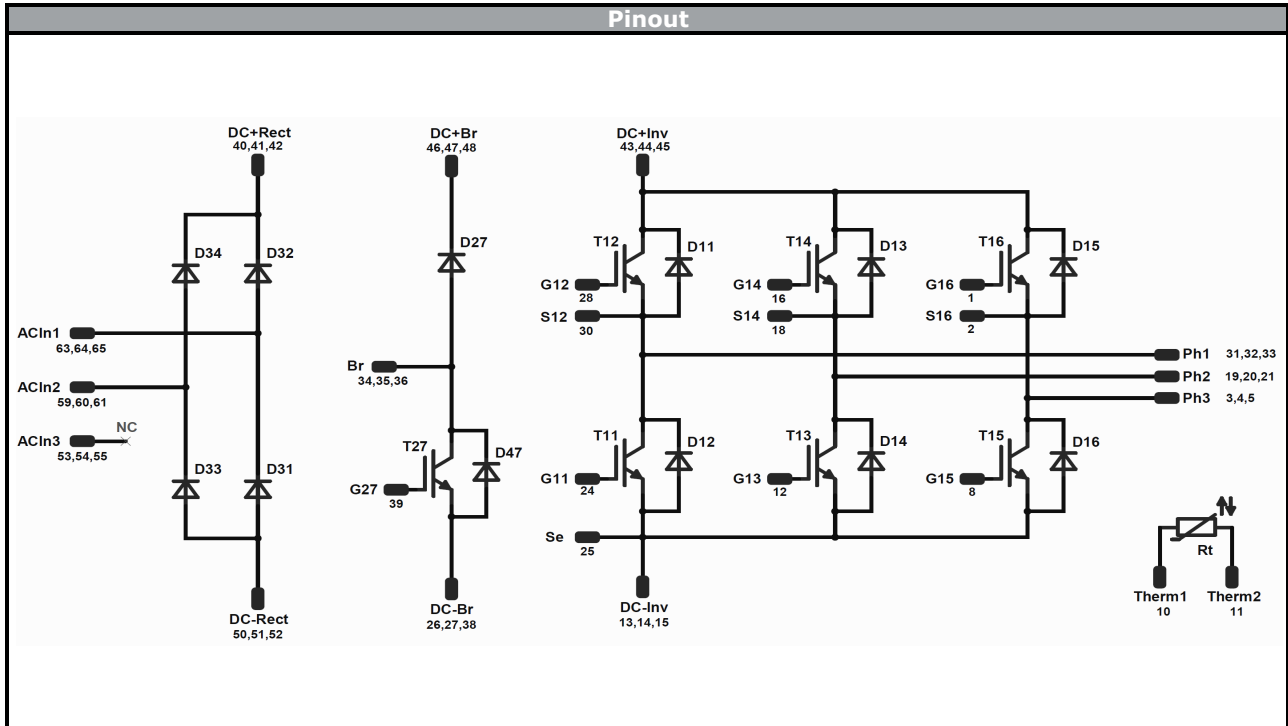 Pinout
DC+Rect
40,41,42
DC+Br
46,47,48
DC+Inv
43,44,45
D34
D32
D27
T12
D11
T14
D13
T16
D15
G12
28
G14
16
G16
1
S12
30
S14
18
S16
2
ACIn1
63,64,65
Ph1 31,32,33
Br
34,35,36
Ph2 19,20,21
ACIn2
59,60,61
Ph3 3,4,5
NC
ACIn3
53,54,55
D33
D31
T27
D47
G27
39
T11
D12
T13
D14
T15
D16
G11
24
G13
12
G15
8
Se
25
Rt
DC-Rect
50,51,52
DC-Br
26,27,38
DC-Inv
13,14,15
Therm1
10
Therm2
11